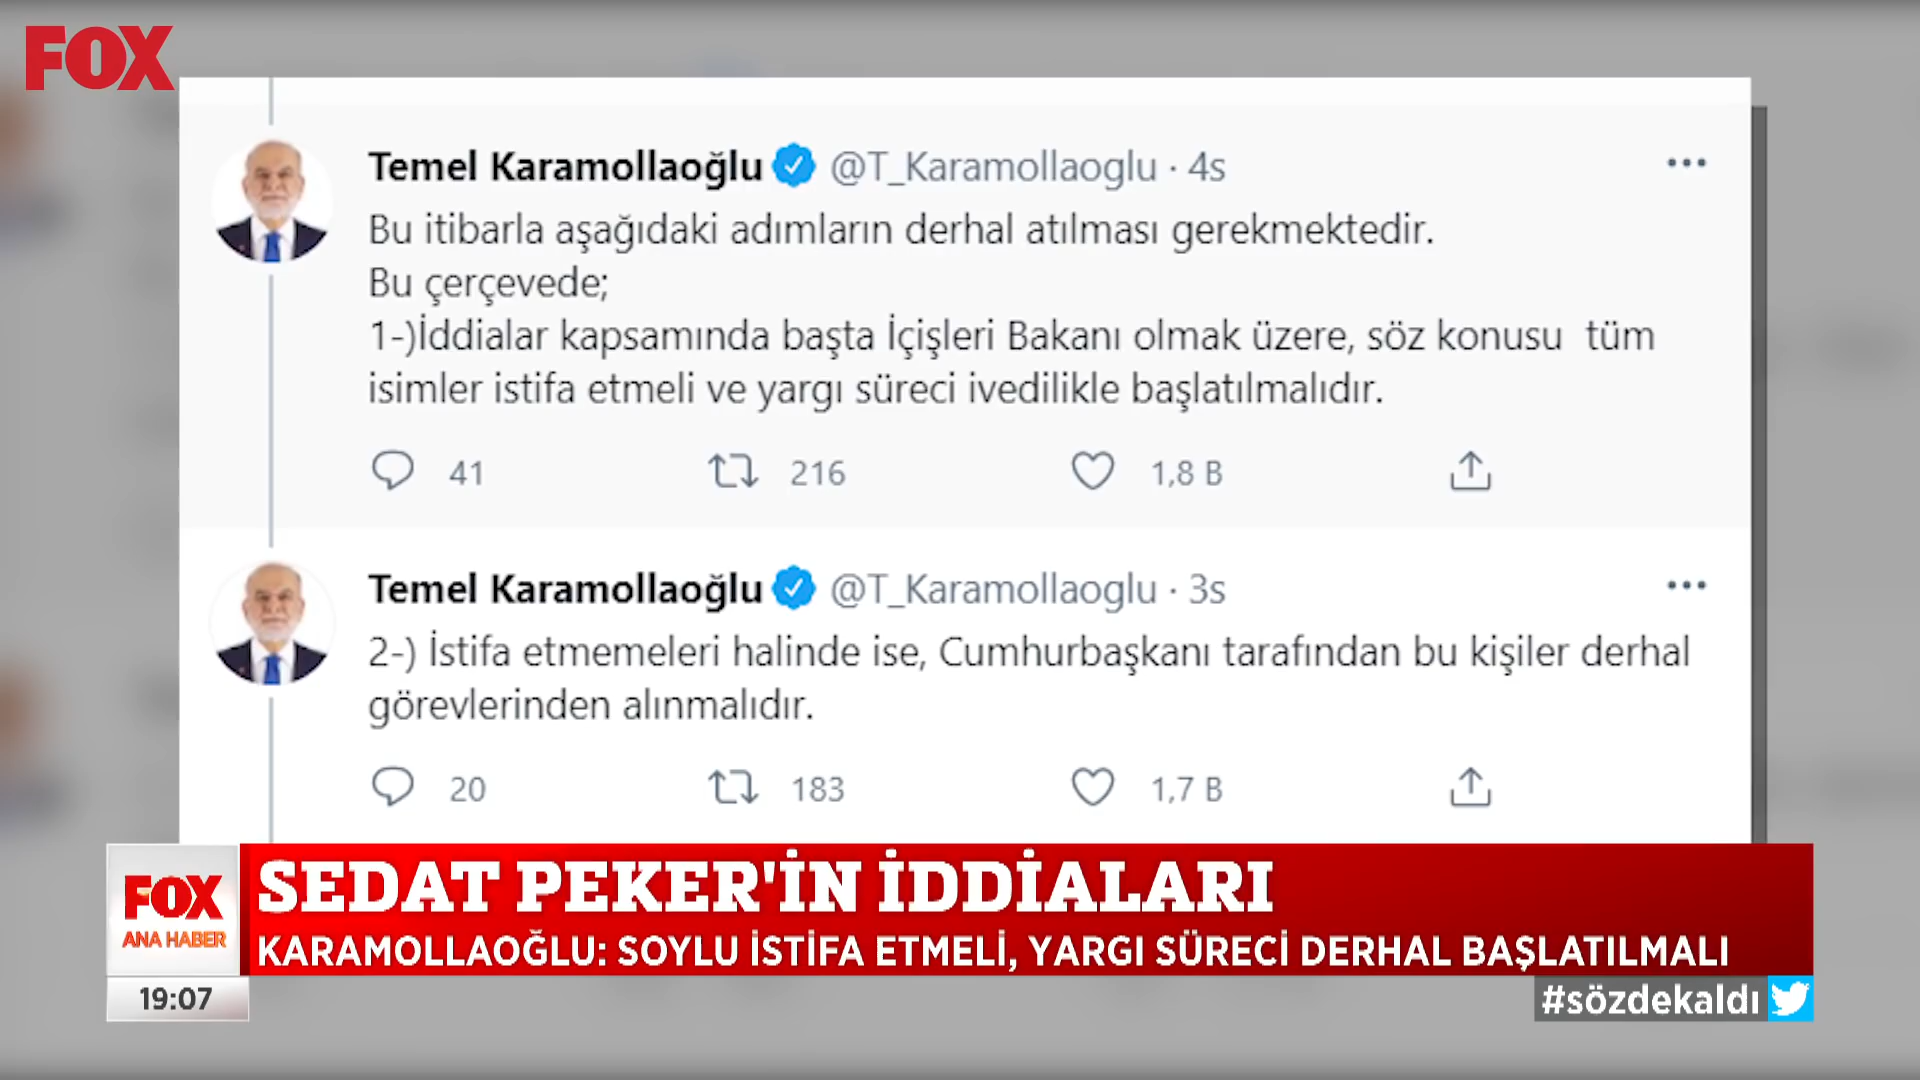 FOX
Temel Karamollaoğlu @T_Karamollaoglu · 4s
Bu itibarla aşağıdaki adımların derhal atılması gerekmektedir.
Bu çerçevede;
1-)İddialar kapsamında başta İçişleri Bakanı olmak üzere, söz konusu  tüm
isimler istifa etmeli ve yargı süreci ivedilikle başlatılmalıdır.
41 216 1,8 B
Temel Karamollaoğlu @T_Karamollaoglu · 3s
2-) İstifa etmemeleri halinde ise, Cumhurbaşkanı tarafından bu kişiler derhal
görevlerinden alınmalıdır.
20 183 1,7 B
FOX
ANA HABER
SEDAT PEKER'İN İDDİALARI
KARAMOLLAOĞLU: SOYLU İSTİFA ETMELİ, YARGI SÜRECİ DERHAL BAŞLATILMALI
19:07
#sözdekaldı